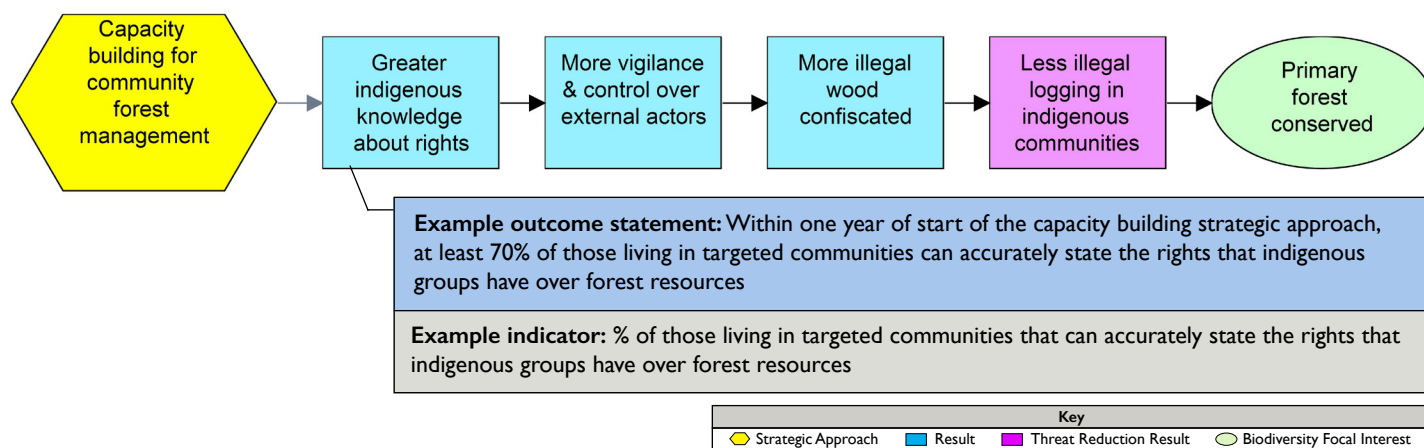 Capacity
building for
community
forest
management
Greater
indigenous
knowledge
about rights
More vigilance
& control over
external actors
More illegal
wood
confiscated
Less illegal
logging in
indigenous
communities
Primary
forest
conserved
Example outcome statement: Within one year of start of the capacity building strategic approach,
at least 70% of those living in targeted communities can accurately state the rights that indigenous
groups have over forest resources
Example indicator: % of those living in targeted communities that can accurately state the rights that
indigenous groups have over forest resources
Key
Strategic Approach Result Threat Reduction Result Biodiversity Focal Interest